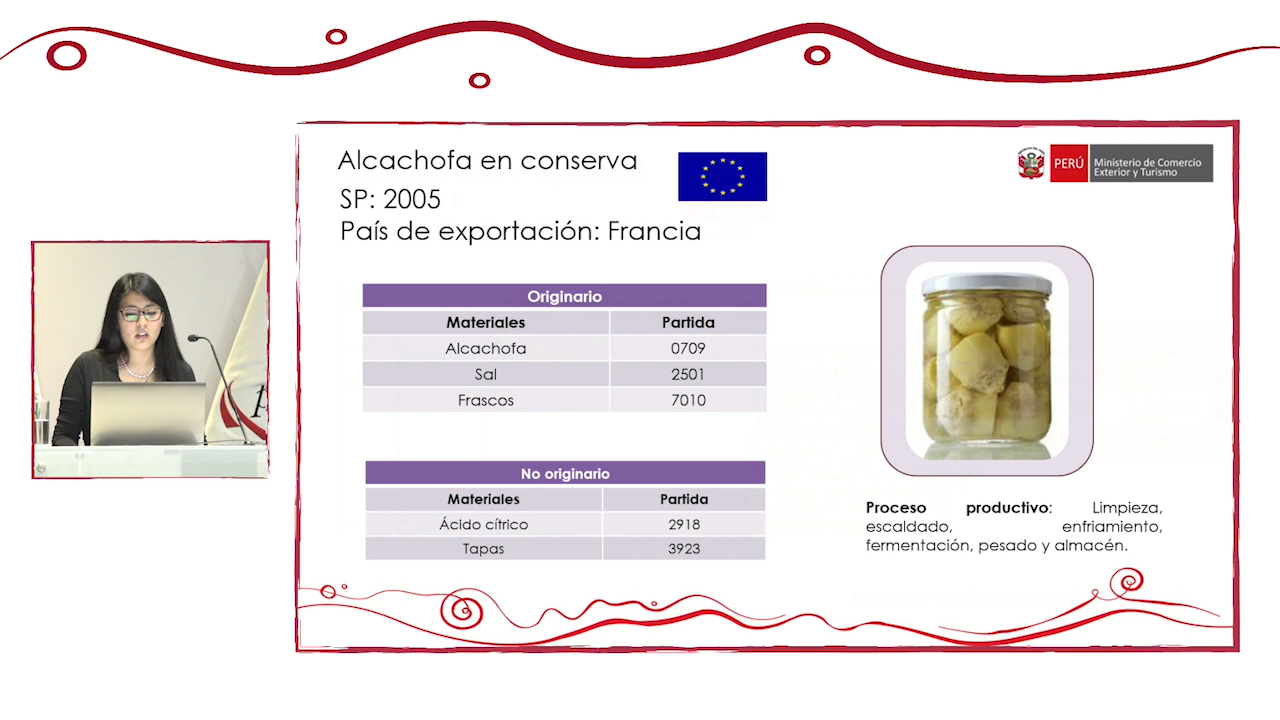 Alcachofa en conserva
SP: 2005
País de exportación: Francia
PERÚ
Ministerio de Comercio
Exterior y Turismo
Originario
Materiales Partida
Alcachofa 0709
Sal 2501
Frascos 7010
No originario
Materiales Partida
Ácido cítrico 2918
Tapas 3923
Proceso productivo: Limpieza,
escaldado, enfriamiento,
fermentación, pesado y almacén.